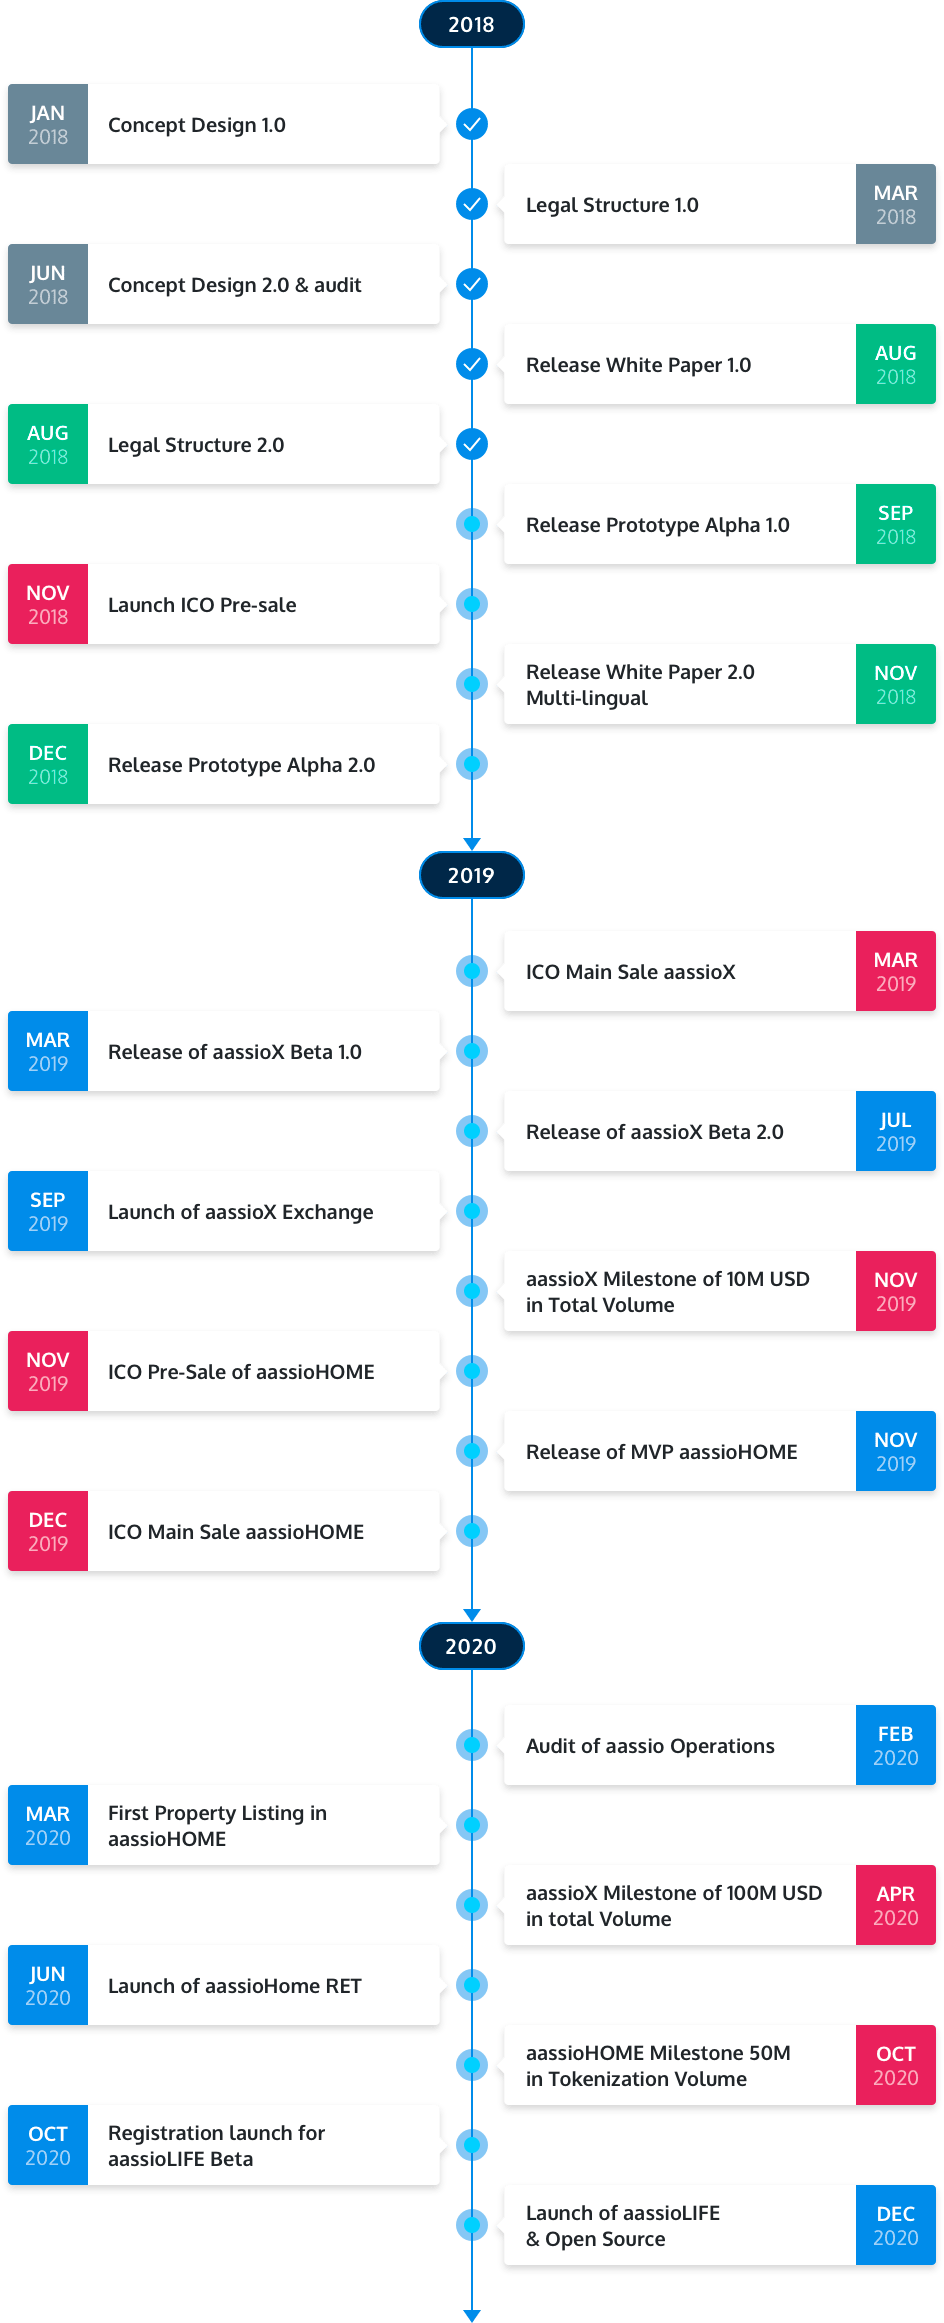 2018
JAN
2018
Concept Design 1.0
Legal Structure 1.0
MAR
2018
JUN
2018
Concept Design 2.0 & audit
Release White Paper 1.0
AUG
2018
AUG
2018
Legal Structure 2.0
Release Prototype Alpha 1.0
SEP
2018
NOV
2018
Launch ICO Pre-sale
Release White Paper 2.0
Multi-lingual
NOV
2018
DEC
2018
Release Prototype Alpha 2.0
2019
ICO Main Sale aassioX
MAR
2019
MAR
2019
Release of aassioX Beta 1.0
Release of aassioX Beta 2.0
JUL
2019
SEP
2019
Launch of aassioX Exchange
aassioX Milestone of 10M USD
in Total Volume
NOV
2019
NOV
2019
ICO Pre-Sale of aassioHOME
Release of MVP aassioHOME
NOV
2019
DEC
2019
ICO Main Sale aassioHOME
2020
Audit of aassio Operations
FEB
2020
MAR
2020
First Property Listing in
aassioHOME
aassioX Milestone of 100M USD
in total Volume
APR
2020
JUN
2020
Launch of aassioHome RET
aassioHOME Milestone 50M
in Tokenization Volume
OCT
2020
OCT
2020
Registration launch for
aassioLIFE Beta
Launch of aassioLIFE
& Open Source
DEC
2020